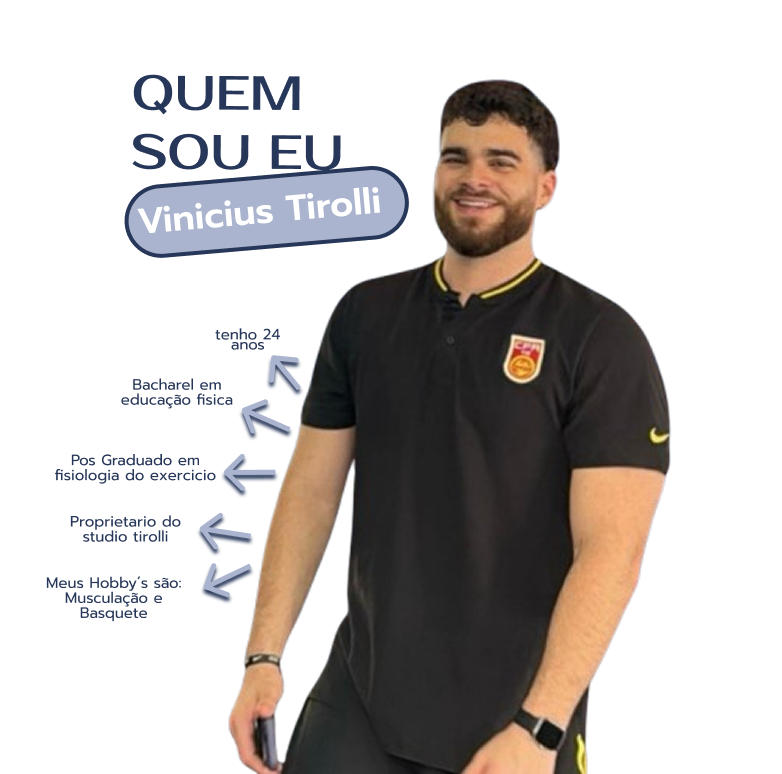 QUEM
SOU EU
Vinicius Tirolli
tenho 24
anos
Bacharel em
educação fisica
Pos Graduado em
fisiologia do exercicio
Proprietario do
studio tirolli
Meus Hobby´s são:
Musculação e
Basquete